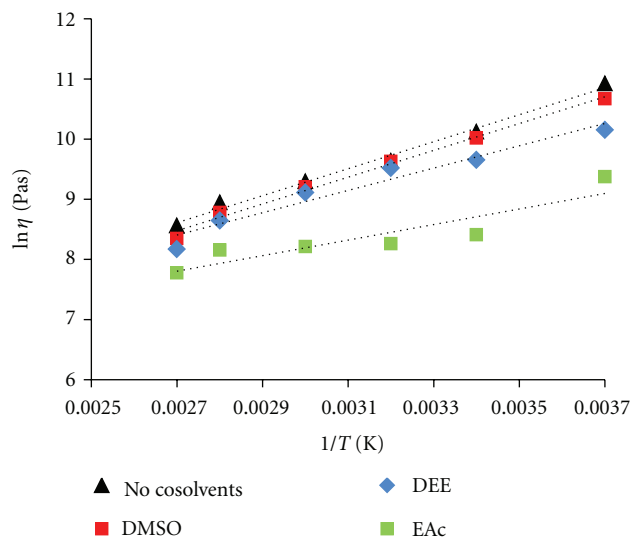 12
11
10
9
8
7
6
ln η (Pas)
0.0025 0.0027 0.0029 0.0031 0.0033 0.0035 0.0037
1/T (K)
No cosolvents DEE
DMSO EAc